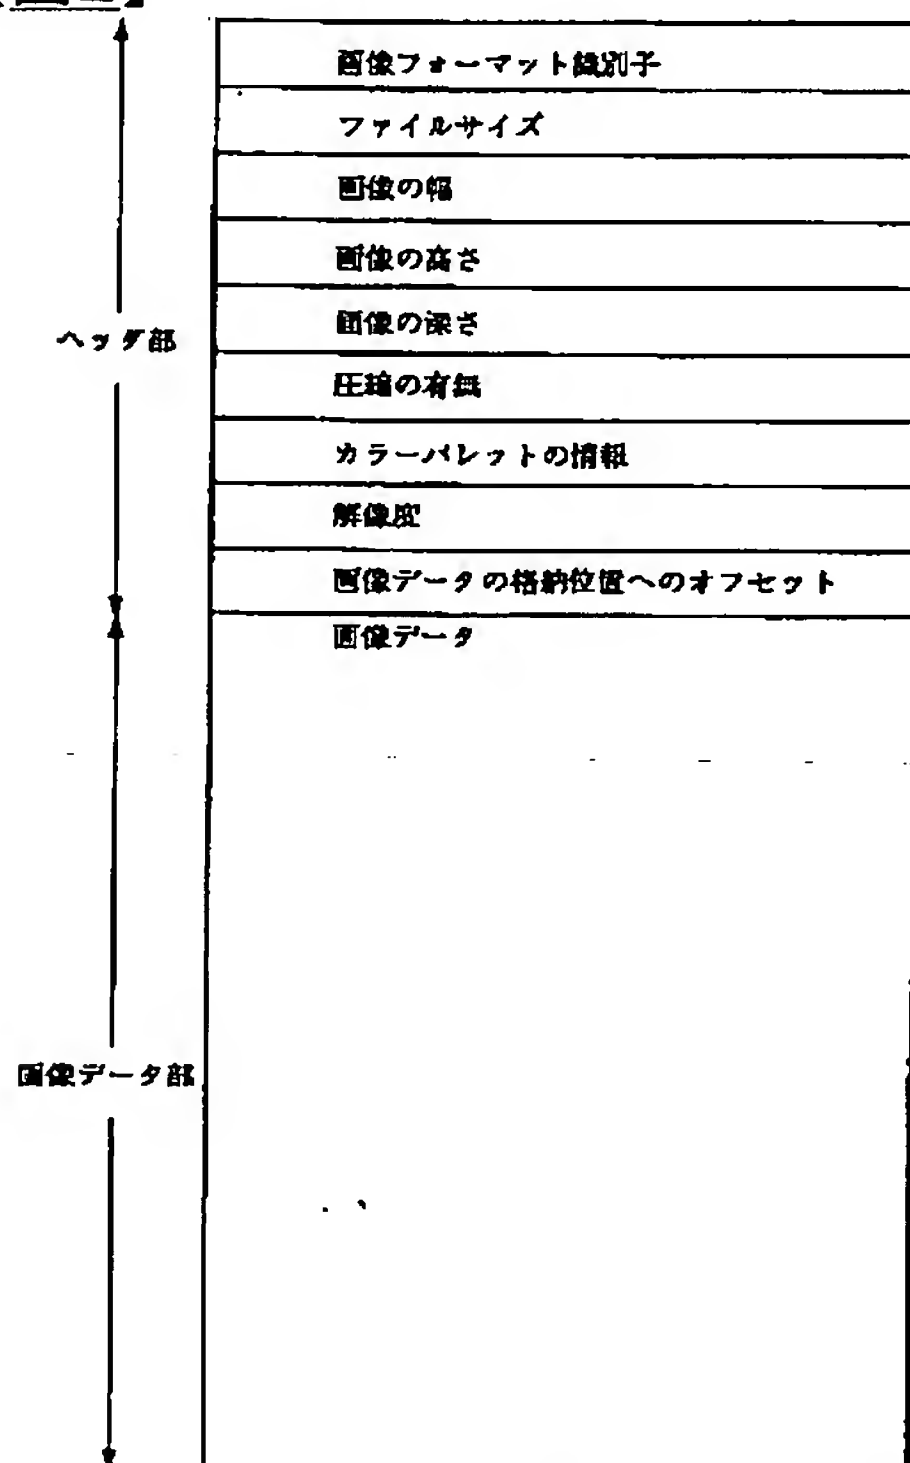 画像フォーマット識別子
ファイルサイズ
画像の幅
画像の高さ
画像の深さ
ヘッダ部
圧縮の有無
カラーパレットの情報
解像度
画像データの格納位置へのオフセット
画像データ
画像データ部